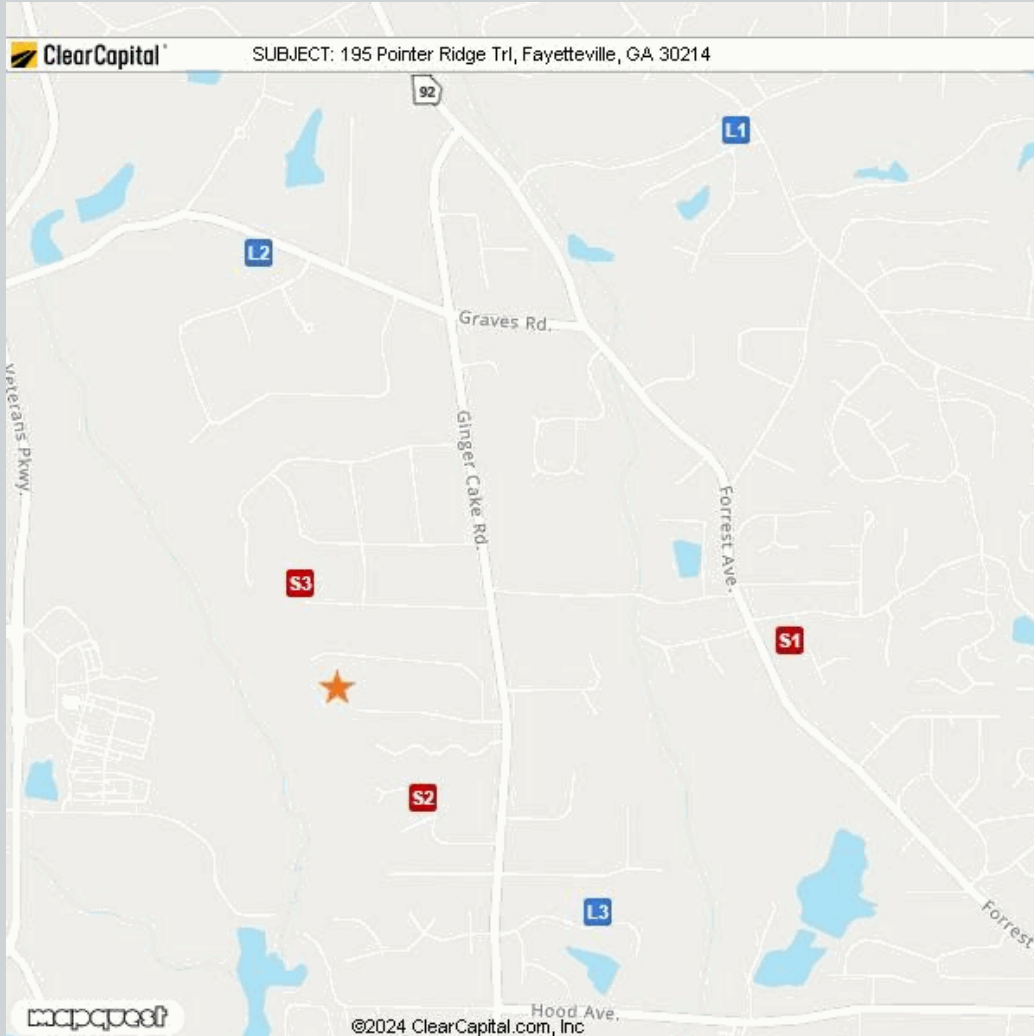 ClearCapital
SUBJECT: 195 Pointer Ridge Trl, Fayetteville, GA 30214
92
L1
L2
Graves Rd.
Veterans Pkwy.
Ginger Cake Rd.
Forrest Ave.
S3
S1
S2
L3
Forrest
Hood Ave.
mapquest
©2024 ClearCapital.com, Inc